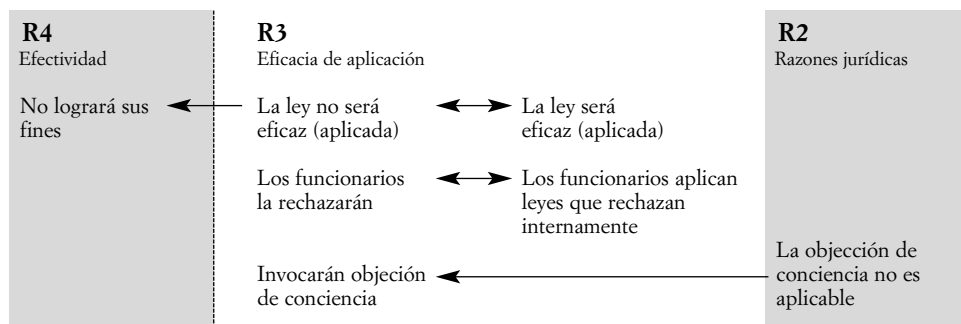 R4
Efectividad
No logrará sus
fines
R3
Eficacia de aplicación
La ley no será
eficaz (aplicada)
La ley será
eficaz (aplicada)
Los funcionarios
la rechazarán
Los funcionarios aplican
leyes que rechazan
internamente
Invocarán objeción
de conciencia
R2
Razones jurídicas
La objección de
conciencia no es
aplicable